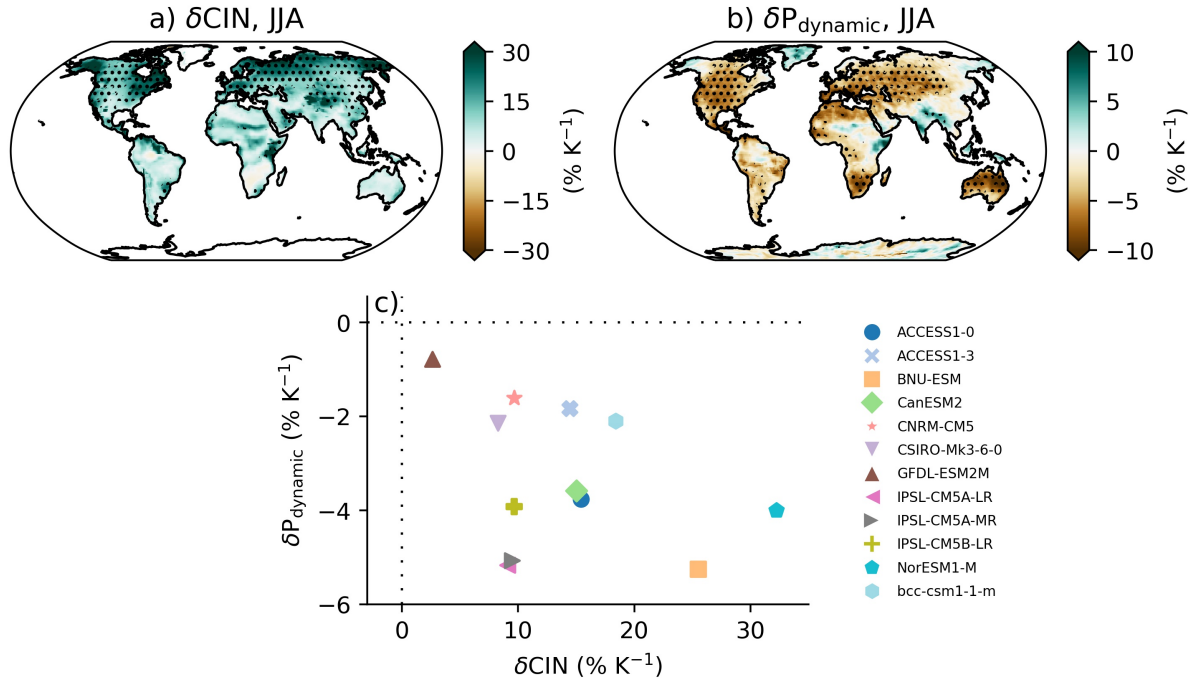 a) δCIN, JJA
b) δP_dynamic, JJA
30
15
0
−15
−30
(% K⁻¹)
10
5
0
−5
−10
(% K⁻¹)
c)
0
−2
−4
−6
δP_dynamic (% K⁻¹)
0
10
20
30
δCIN (% K⁻¹)
ACCESS1-0
ACCESS1-3
BNU-ESM
CanESM2
CNRM-CM5
CSIRO-Mk3-6-0
GFDL-ESM2M
IPSL-CM5A-LR
IPSL-CM5A-MR
IPSL-CM5B-LR
NorESM1-M
bcc-csm1-1-m